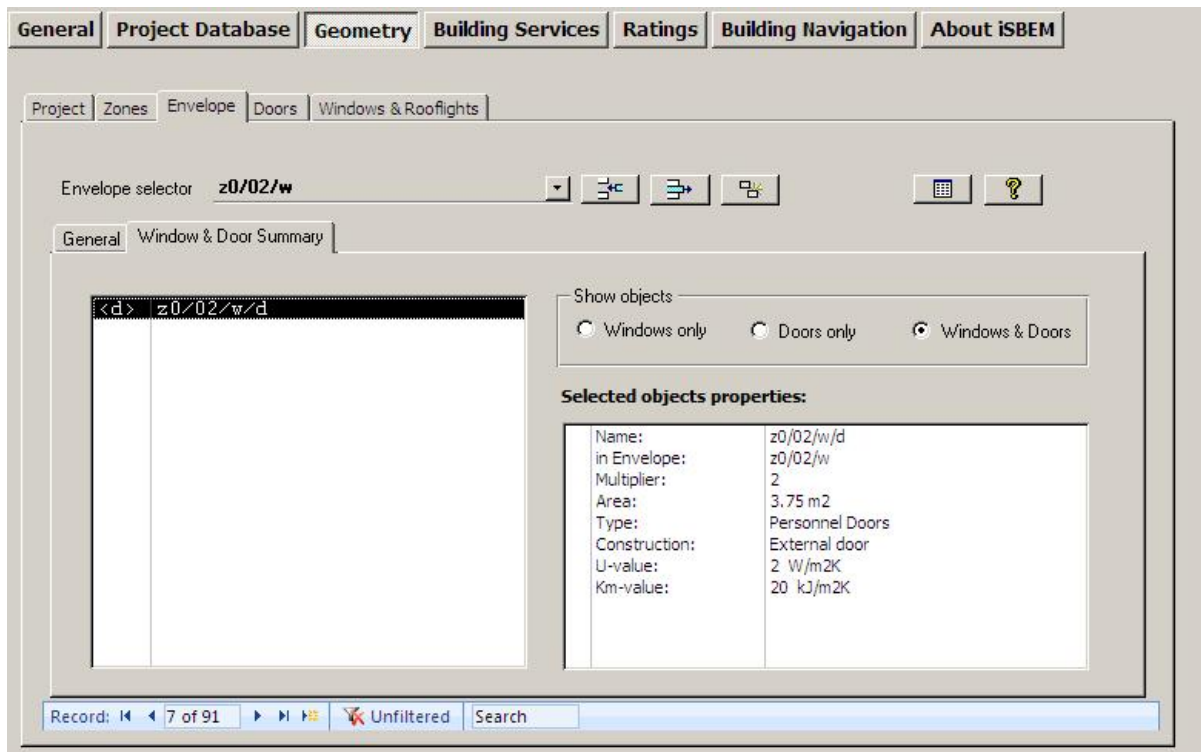 General Project Database Geometry Building Services Ratings Building Navigation About iSBEM
Project Zones Envelope Doors Windows & Rooflights
Envelope selector z0/02/w
General Window & Door Summary
<d> z0/02/w/d
Show objects
Windows only Doors only Windows & Doors
Selected objects properties:
Name: z0/02/w/d
in Envelope: z0/02/w
Multiplier: 2
Area: 3.75 m2
Type: Personnel Doors
Construction: External door
U-value: 2 W/m2K
Km-value: 20 kJ/m2K
Record: 7 of 91 Unfiltered Search